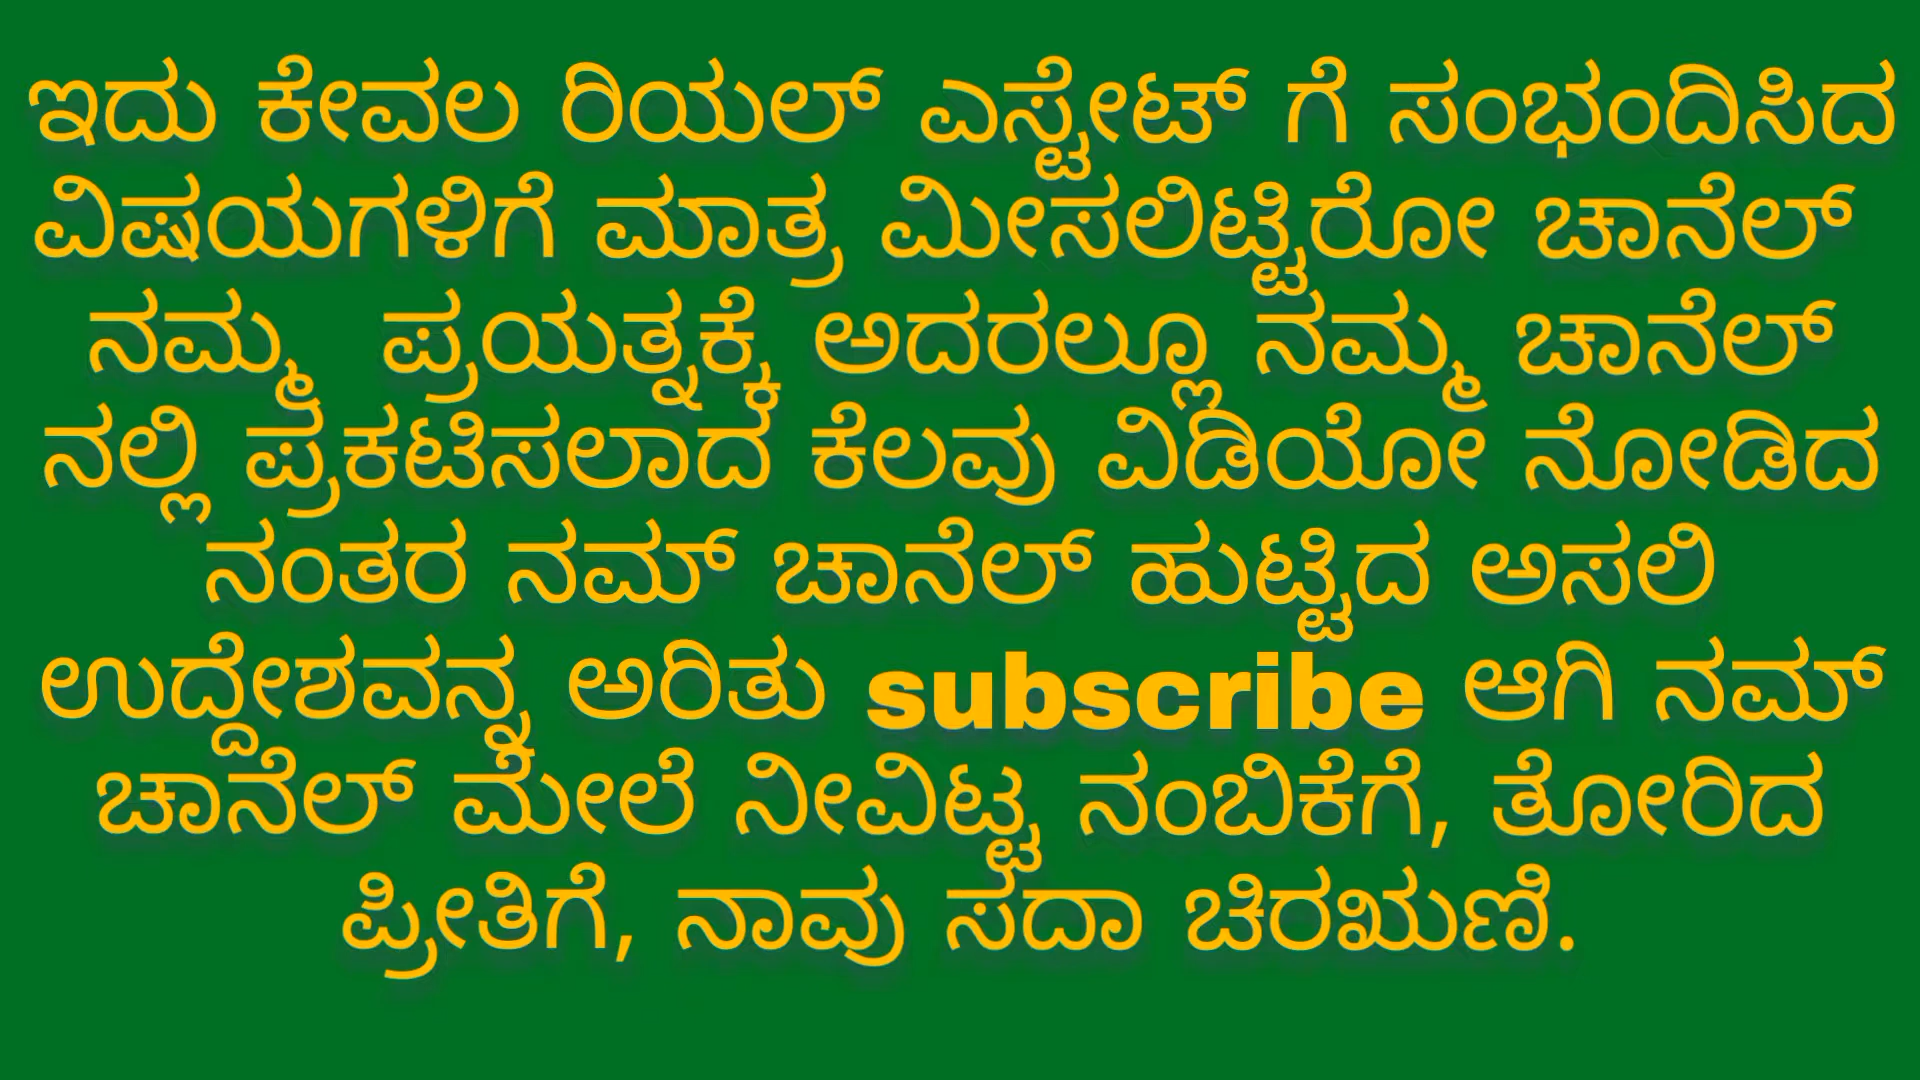 ಇದು ಕೇವಲ ರಿಯಲ್ ಎಸ್ಟೇಟ್ ಗೆ ಸಂಭಂದಿಸಿದ
ವಿಷಯಗಳಿಗೆ ಮಾತ್ರ ಮೀಸಲಿಟ್ಟಿರೋ ಚಾನೆಲ್
ನಮ್ಮ ಪ್ರಯತ್ನಕ್ಕೆ ಅದರಲ್ಲೂ ನಮ್ಮ ಚಾನೆಲ್
ನಲ್ಲಿ ಪ್ರಕಟಿಸಲಾದ ಕೆಲವು ವಿಡಿಯೋ ನೋಡಿದ
ನಂತರ ನಮ್ ಚಾನೆಲ್ ಹುಟ್ಟಿದ ಅಸಲಿ
ಉದ್ದೇಶವನ್ನ ಅರಿತು subscribe ಆಗಿ ನಮ್
ಚಾನೆಲ್ ಮೇಲೆ ನೀವಿಟ್ಟ ನಂಬಿಕೆಗೆ, ತೋರಿದ
ಪ್ರೀತಿಗೆ, ನಾವು ಸದಾ ಚಿರಋಣಿ.